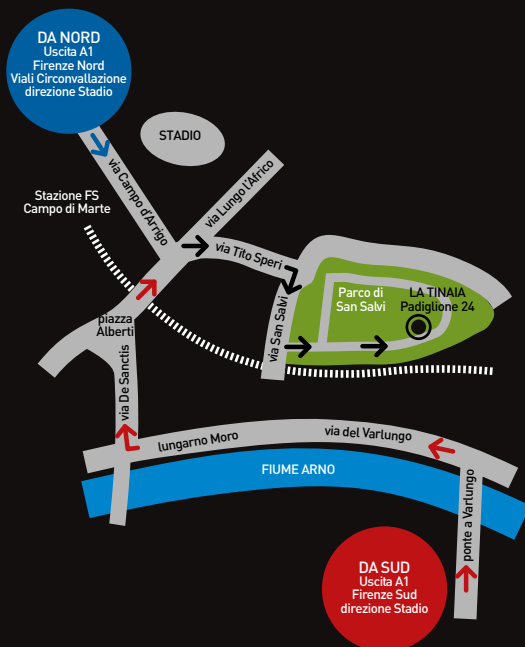 DA NORD
Uscita A1
Firenze Nord
Viali Circonvallazione
direzione Stadio
STADIO
via Campo d'Arrigo
via Lungo l'Africo
Stazione FS
Campo di Marte
via Tito Speri
Parco di
San Salvi
LA TINAIA
Padiglione 24
via San Salvi
piazza
Alberti
via De Sanctis
lungarno Moro
via del Varlungo
FIUME ARNO
ponte a Varlungo
DA SUD
Uscita A1
Firenze Sud
direzione Stadio